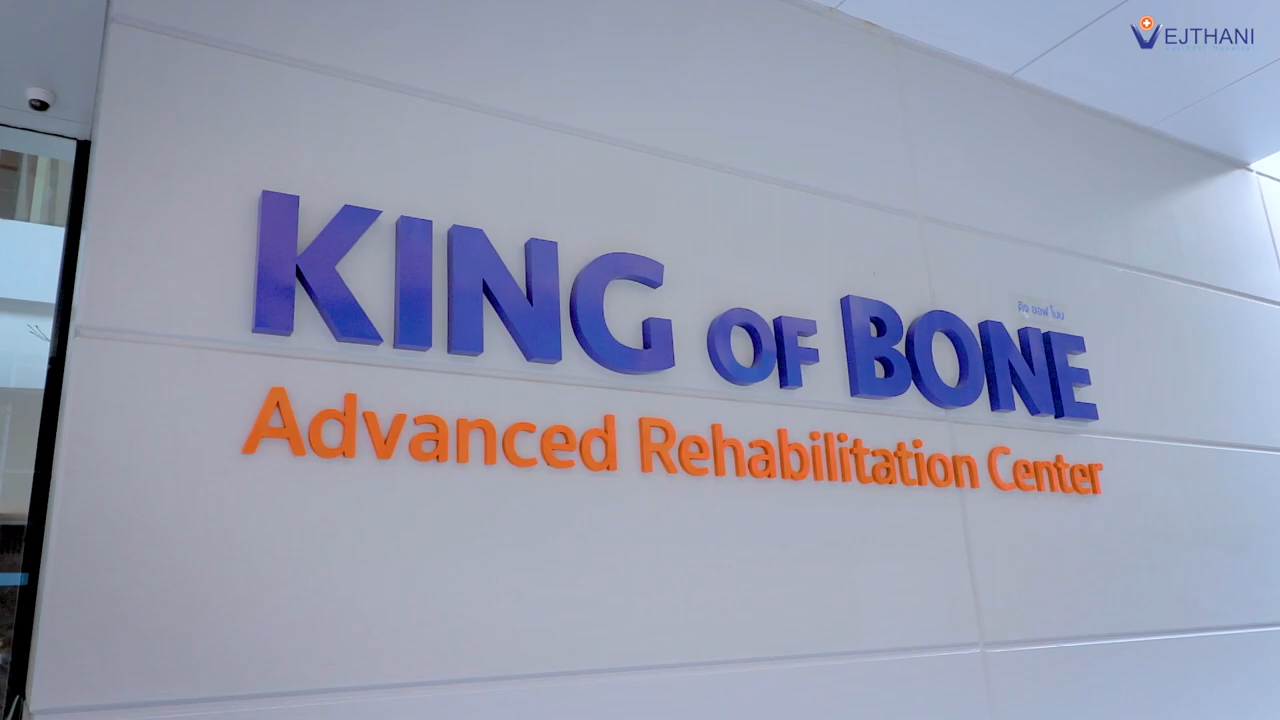 VEJTHANI
KING OF BONE
คิง ออฟ โบน
Advanced Rehabilitation Center